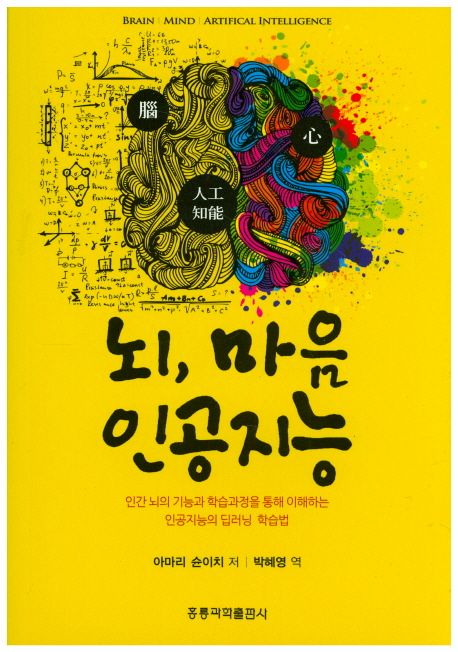 BRAIN | MIND | ARTIFICAL INTELLIGENCE
腦
心
人工
知能
Am+Bn+Co
뇌, 마음
인공지능
인간 뇌의 기능과 학습과정을 통해 이해하는
인공지능의 딥러닝 학습법
아마리 슌이치 저 | 박혜영 역
홍릉과학출판사